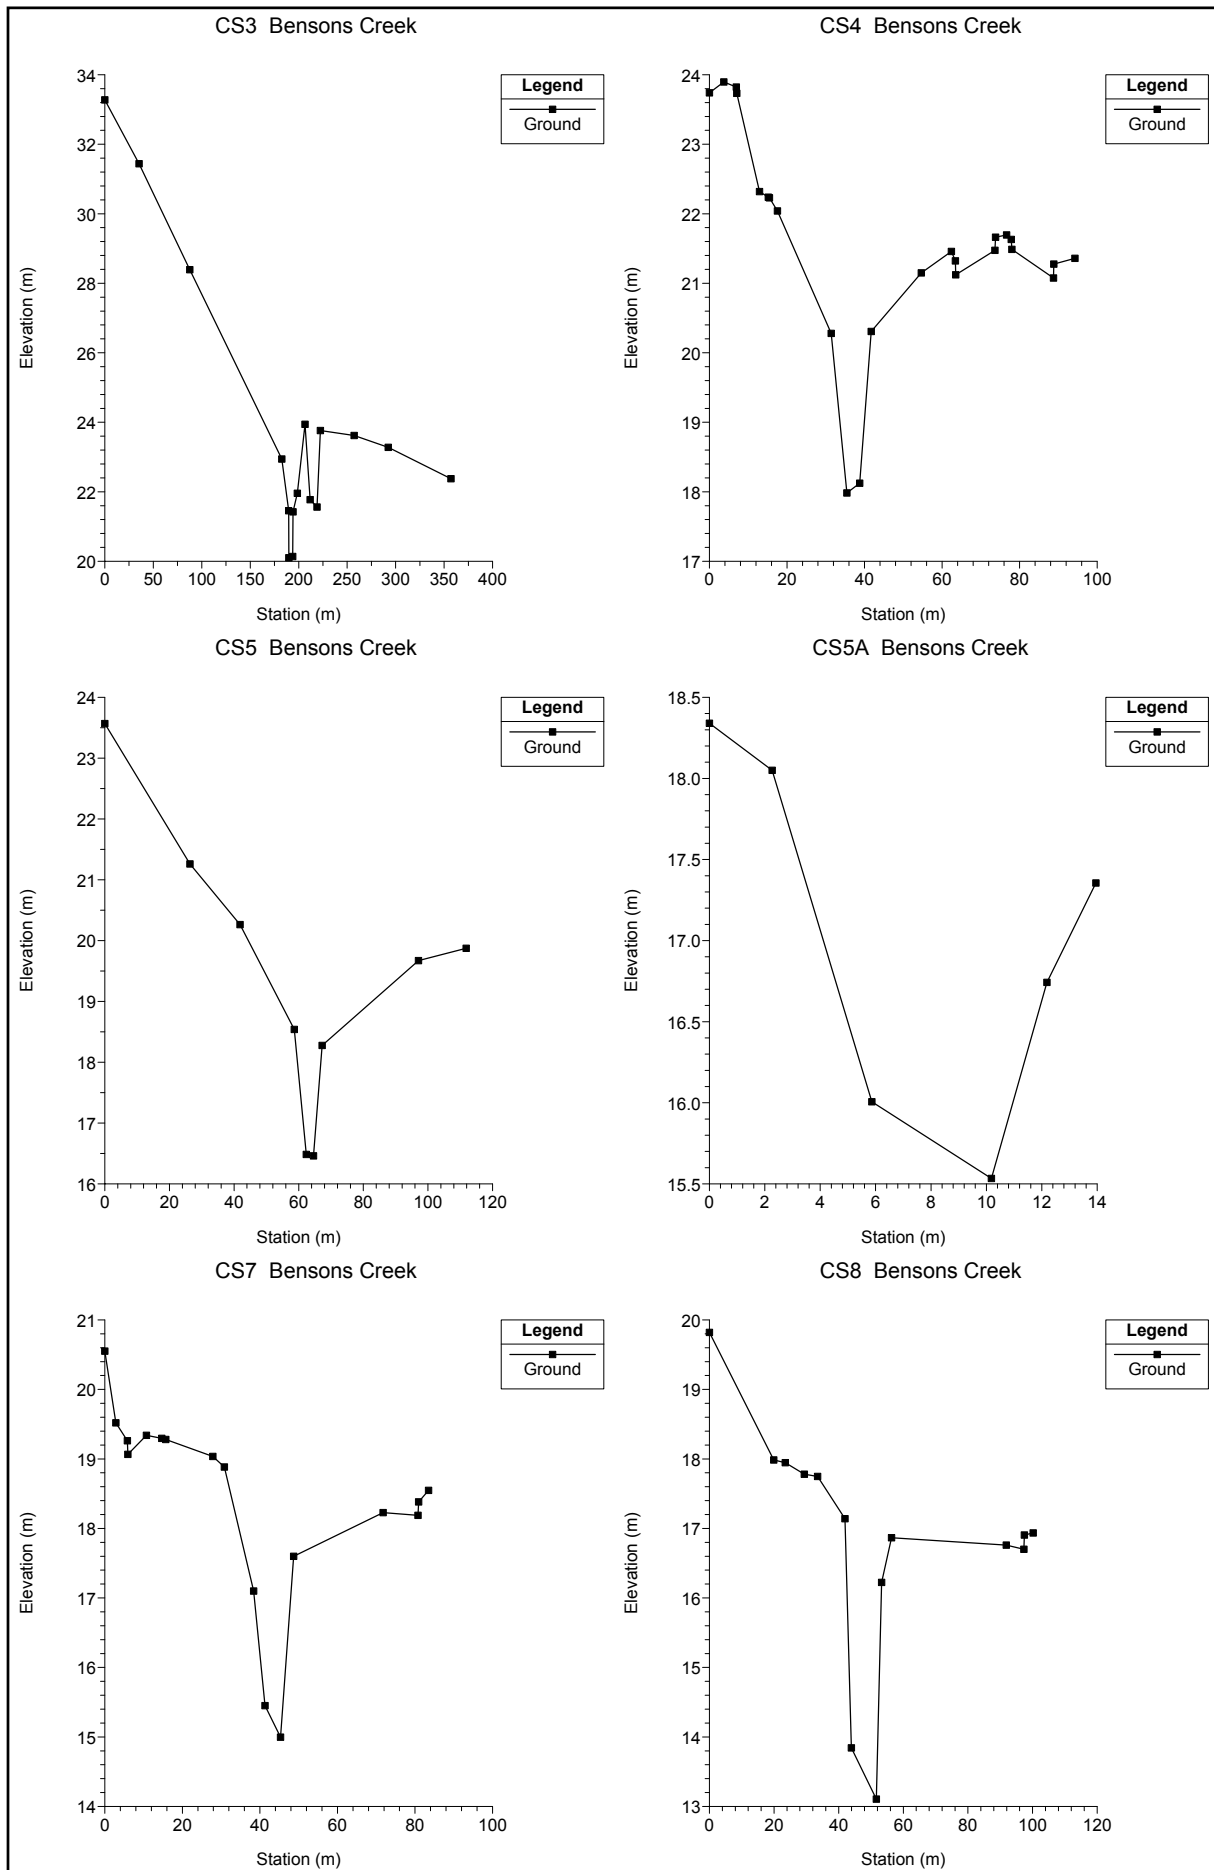 CS3  Bensons Creek
34
32
30
28
26
24
22
20
0 50 100 150 200 250 300 350 400
Elevation (m)
Station (m)
Legend
Ground
CS4  Bensons Creek
24
23
22
21
20
19
18
17
0 20 40 60 80 100
Elevation (m)
Station (m)
Legend
Ground
CS5  Bensons Creek
24
23
22
21
20
19
18
17
16
0 20 40 60 80 100 120
Elevation (m)
Station (m)
Legend
Ground
CS5A  Bensons Creek
18.5
18.0
17.5
17.0
16.5
16.0
15.5
0 2 4 6 8 10 12 14
Elevation (m)
Station (m)
Legend
Ground
CS7  Bensons Creek
21
20
19
18
17
16
15
14
0 20 40 60 80 100
Elevation (m)
Station (m)
Legend
Ground
CS8  Bensons Creek
20
19
18
17
16
15
14
13
0 20 40 60 80 100 120
Elevation (m)
Station (m)
Legend
Ground